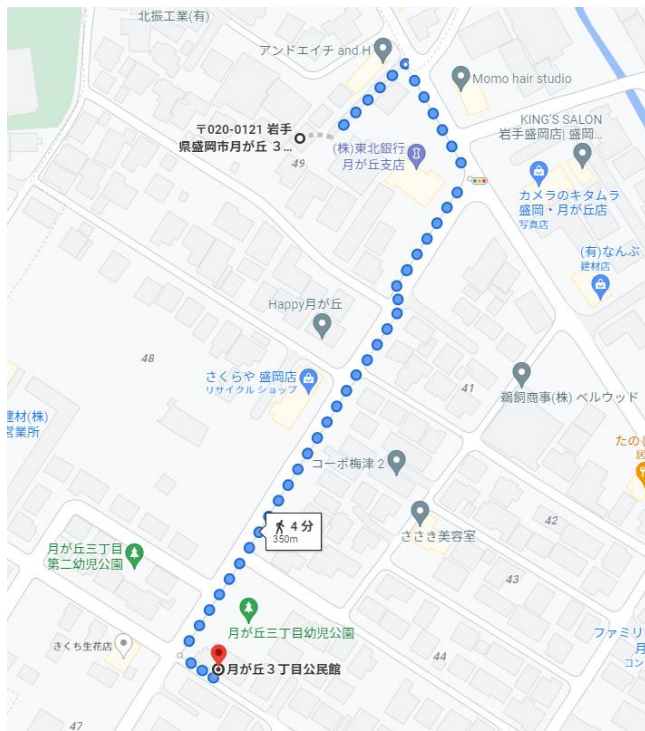 北振工業(有)
アンドエイチ and H
Momo hair studio
〒020-0121 岩手
県盛岡市月が丘 3...
49
(株)東北銀行
月が丘支店
KING'S SALON
岩手盛岡店| 盛岡...
カメラのキタムラ
盛岡・月が丘店
写真店
(有)なんぶ
建材店
Happy月が丘
48
さくらや 盛岡店
リサイクル ショップ
41
鵜飼商事(株) ベルウッド
建材(株)
営業所
たの
コーポ梅津 2
4 分
350m
ささき美容室
42
月が丘三丁目
第二幼児公園
43
月が丘三丁目幼児公園
ファミリ
月
コン
きくち生花店
44
月が丘3丁目公民館
47